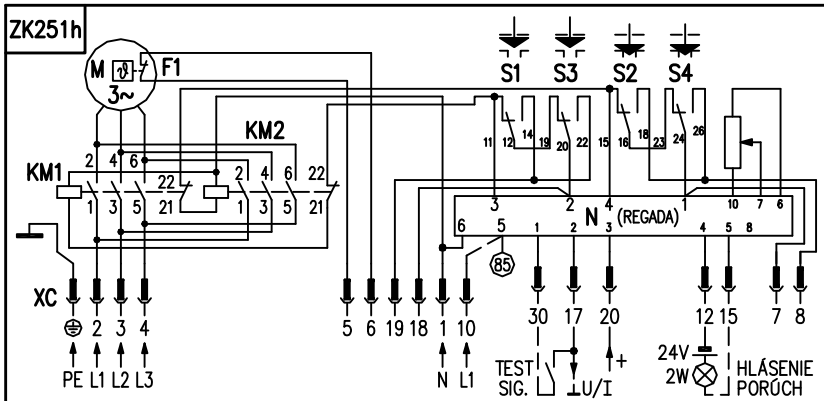 ZK251h
M ϑ F1
3~
S1 S3 S2 S4
KM2
KM1
2 4 6 22 2 4 6 22
1 3 5 21 1 3 5 21
11 12 14 19 20 22 15 16 18 23 24 26
3 2 4 1 10 7 6
N (REGADA)
6 5 1 2 3 4 5 8
85
XC
2 3 4 5 6 19 18 1 10 30 17 20 12 15 7 8
PE L1 L2 L3 N L1
TEST
SIG.
U/I
+
24V
2W
HLÁSENIE
PORÚCH